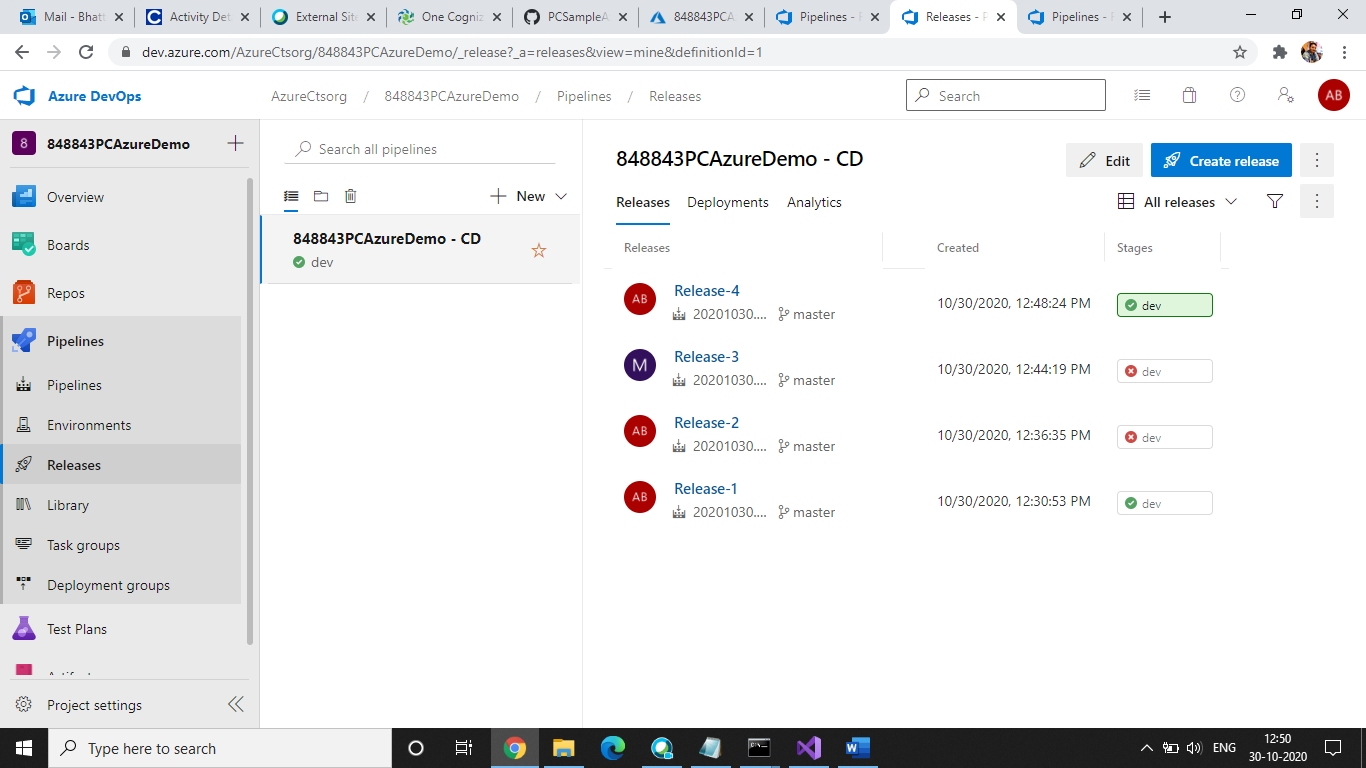 Mail - Bhatt
Activity Det
External Site
One Cogniz
PCSampleA
848843PCA
Pipelines - P
Releases - P
Pipelines - P
dev.azure.com/AzureCtsorg/848843PCAzureDemo/_release?_a=releases&view=mine&definitionId=1
Azure DevOps
AzureCtsorg / 848843PCAzureDemo / Pipelines / Releases
Search
AB
8 848843PCAzureDemo
Overview
Boards
Repos
Pipelines
Pipelines
Environments
Releases
Library
Task groups
Deployment groups
Test Plans
Project settings
Search all pipelines
New
848843PCAzureDemo - CD
dev
848843PCAzureDemo - CD
Edit
Create release
Releases Deployments Analytics
All releases
Releases Created Stages
AB Release-4 10/30/2020, 12:48:24 PM dev
20201030.... master
M Release-3 10/30/2020, 12:44:19 PM dev
20201030.... master
AB Release-2 10/30/2020, 12:36:35 PM dev
20201030.... master
AB Release-1 10/30/2020, 12:30:53 PM dev
20201030.... master
Type here to search
ENG
12:50
30-10-2020